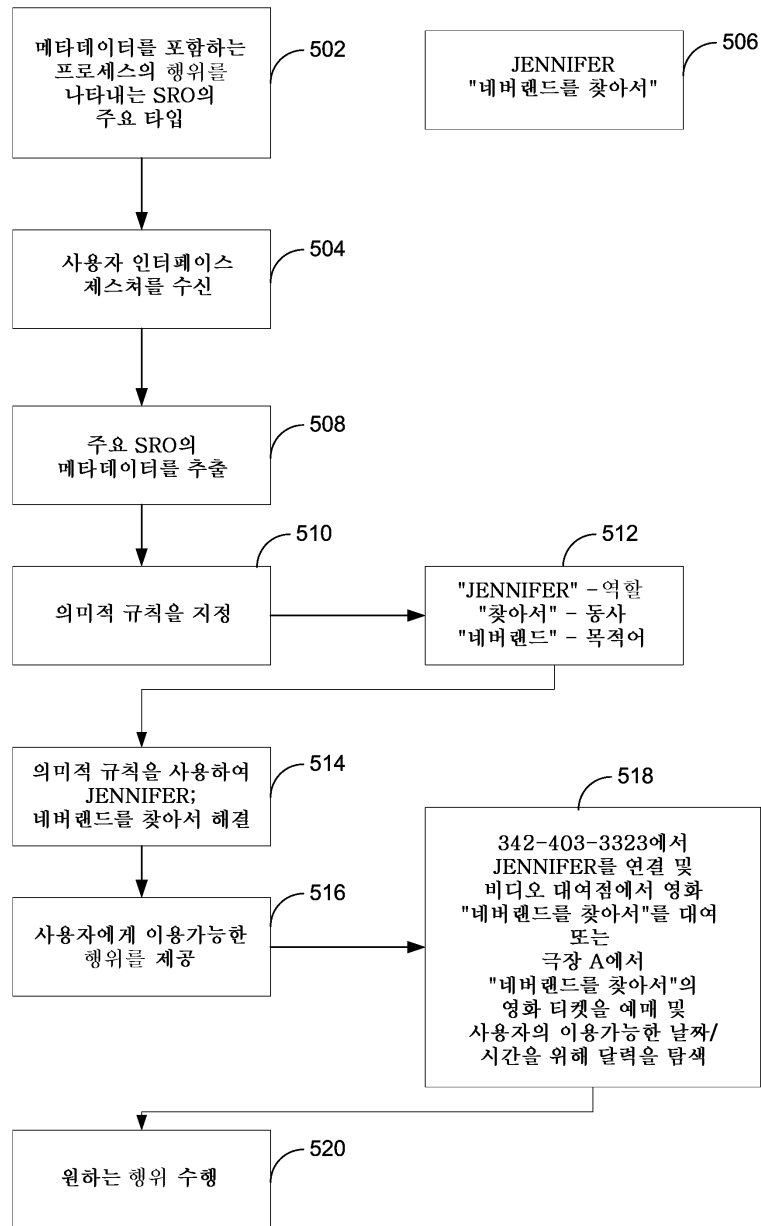 메타데이터를 포함하는
프로세스의 행위를
나타내는 SRO의
주요 타입
502
JENNIFER
"네버랜드를 찾아서"
506
사용자 인터페이스
제스쳐를 수신
504
주요 SRO의
메타데이터를 추출
508
의미적 규칙을 지정
510
"JENNIFER" – 역할
"찾아서" – 동사
"네버랜드" – 목적어
512
의미적 규칙을 사용하여
JENNIFER;
네버랜드를 찾아서 해결
514
사용자에게 이용가능한
행위를 제공
516
342-403-3323에서
JENNIFER를 연결 및
비디오 대여점에서 영화
"네버랜드를 찾아서"를 대여
또는
극장 A에서
"네버랜드를 찾아서"의
영화 티켓을 예매 및
사용자의 이용가능한 날짜/
시간을 위해 달력을 탐색
518
원하는 행위 수행
520